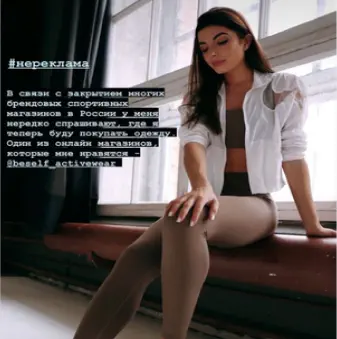 #нереклама
В связи с закрытием многих
брендовых спортивных
магазинов в России у меня
нередко спрашивают, где я
теперь буду покупать одежду.
Один из онлайн магазинов,
которые мне нравятся -
@bezelf_activewear